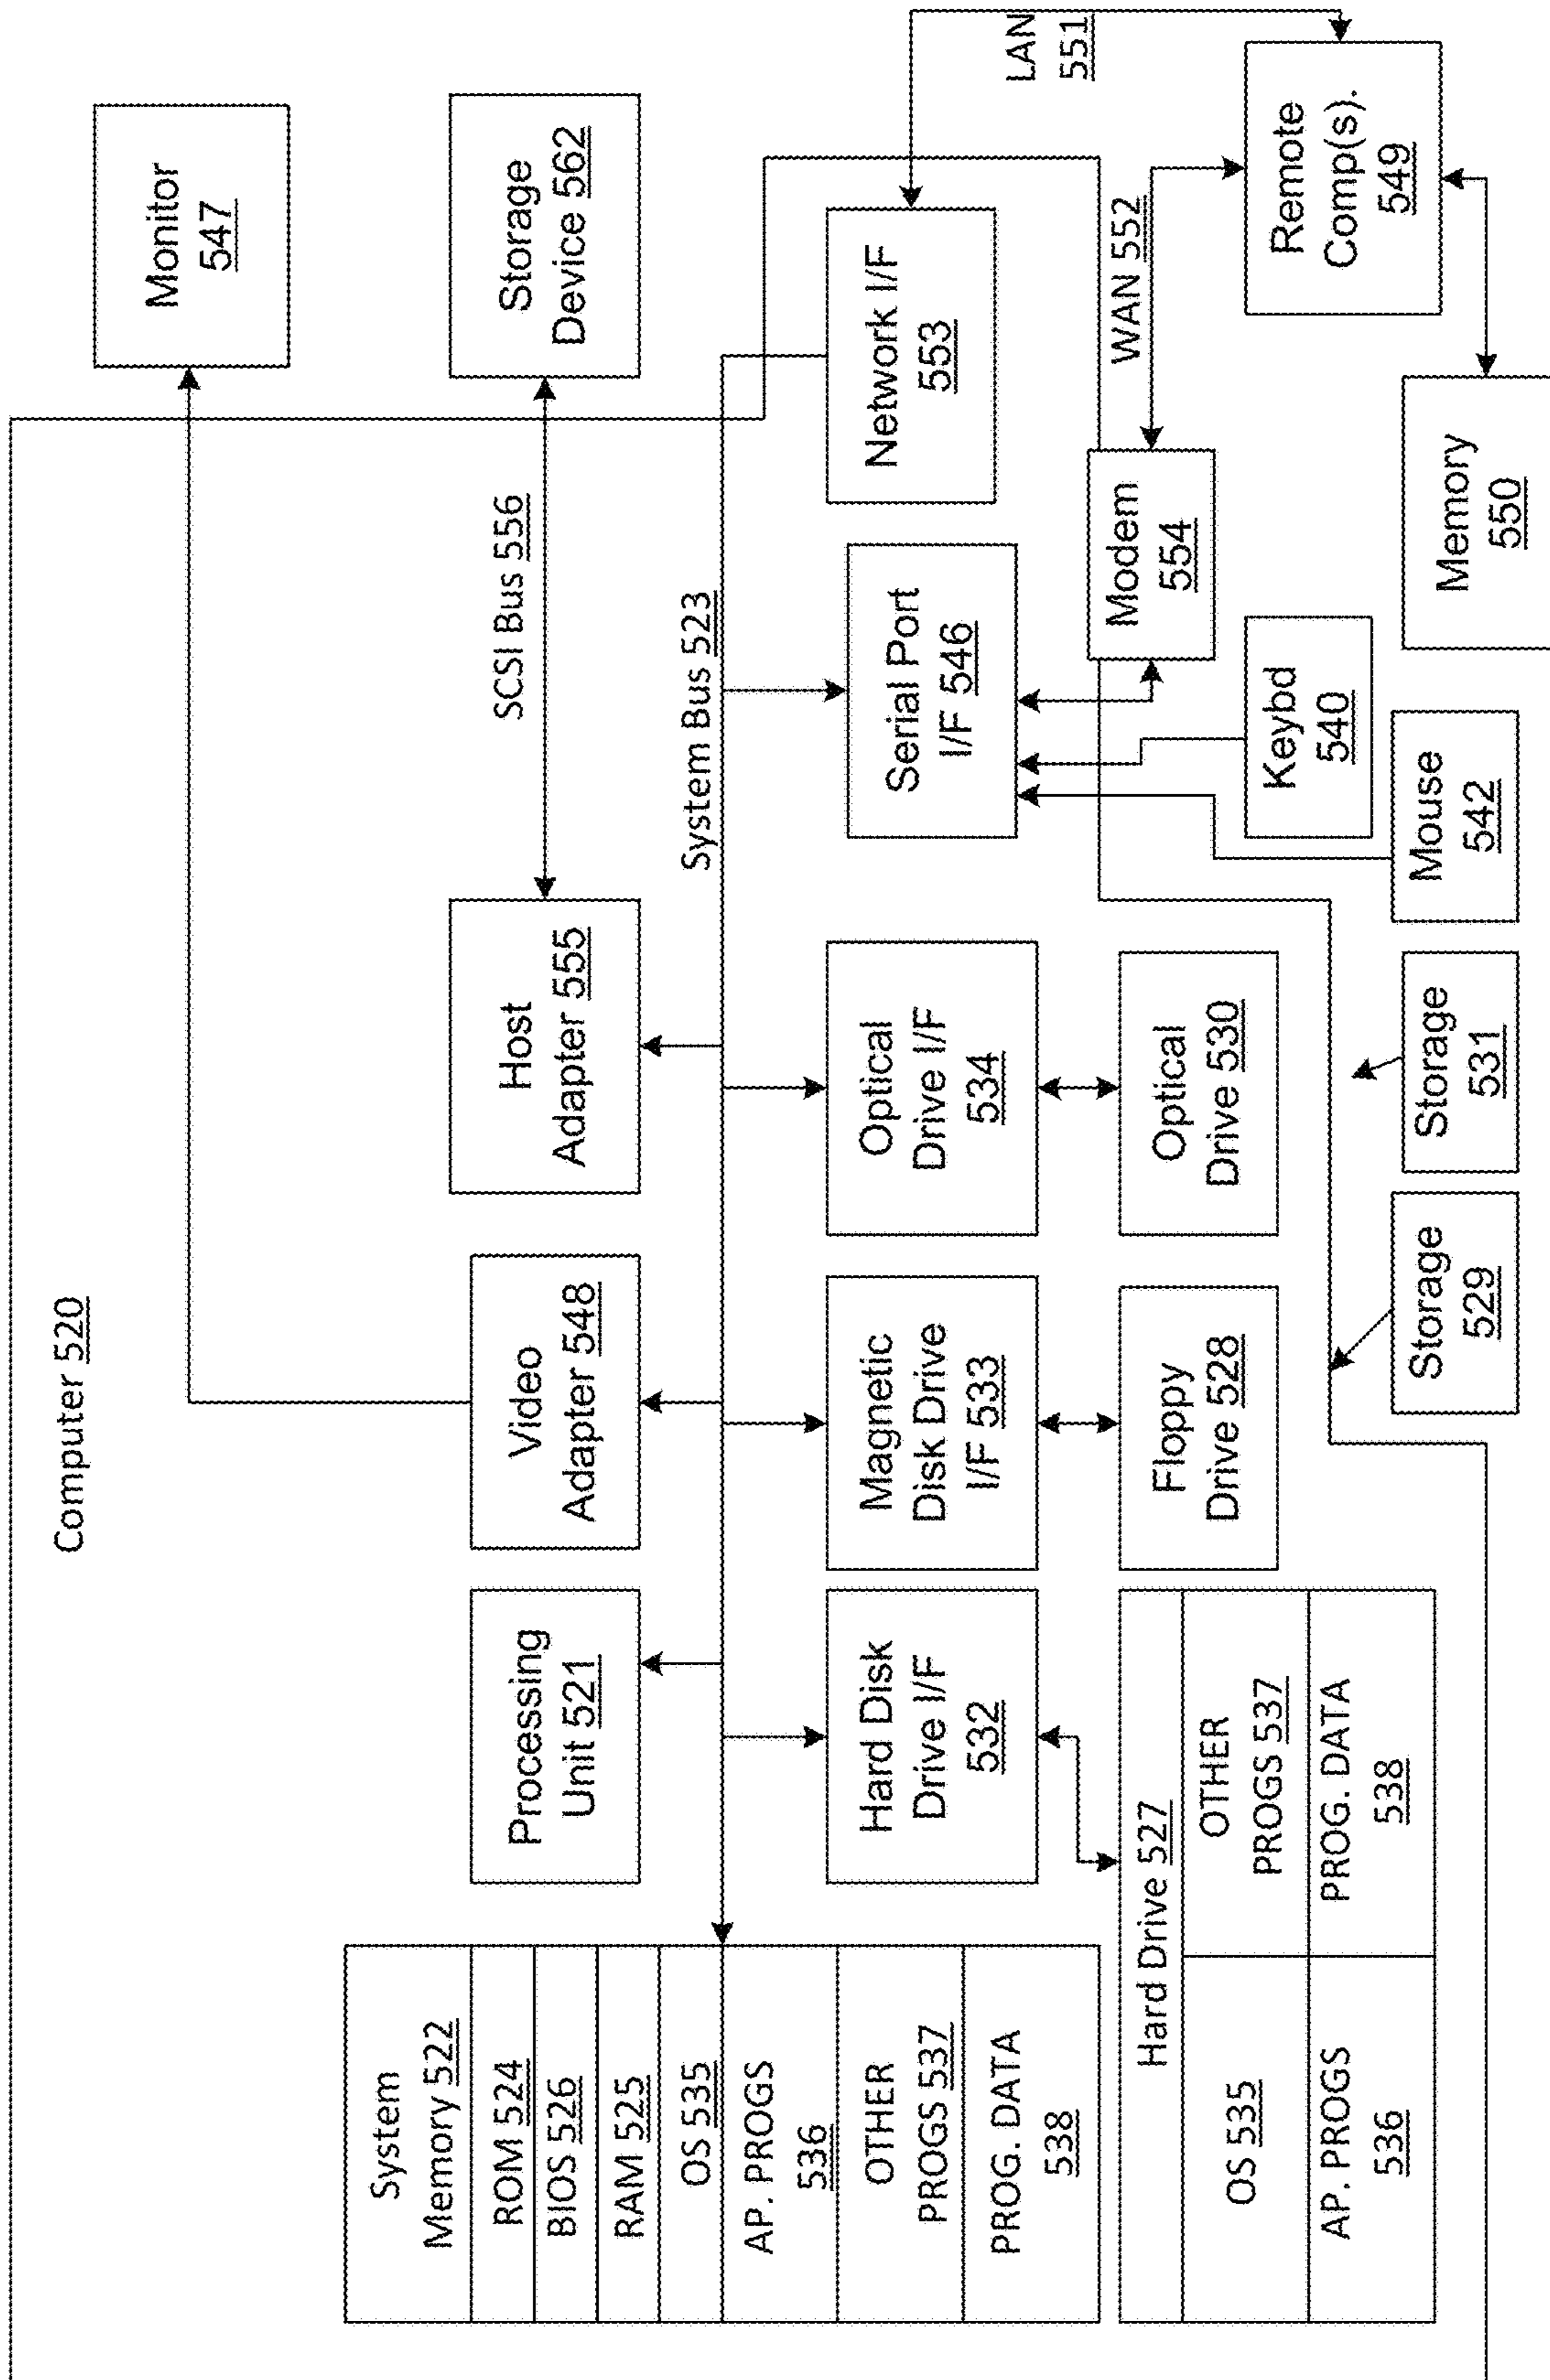 Computer 520
Monitor
547
System
Memory 522
ROM 524
BIOS 526
RAM 525
OS 535
AP. PROGS
536
OTHER
PROGS 537
PROG. DATA
538
Processing
Unit 521
Video
Adapter 548
Host
Adapter 555
SCSI Bus 556
Storage
Device 562
System Bus 523
Hard Disk
Drive I/F
532
Magnetic
Disk Drive
I/F 533
Optical
Drive I/F
534
Serial Port
I/F 546
Network I/F
553
LAN
551
Hard Drive 527
OS 535
OTHER
PROGS 537
AP. PROGS
536
PROG. DATA
538
Floppy
Drive 528
Optical
Drive 530
Modem
554
WAN 552
Remote
Comp(s).
549
Keybd
540
Storage
529
Storage
531
Mouse
542
Memory
550